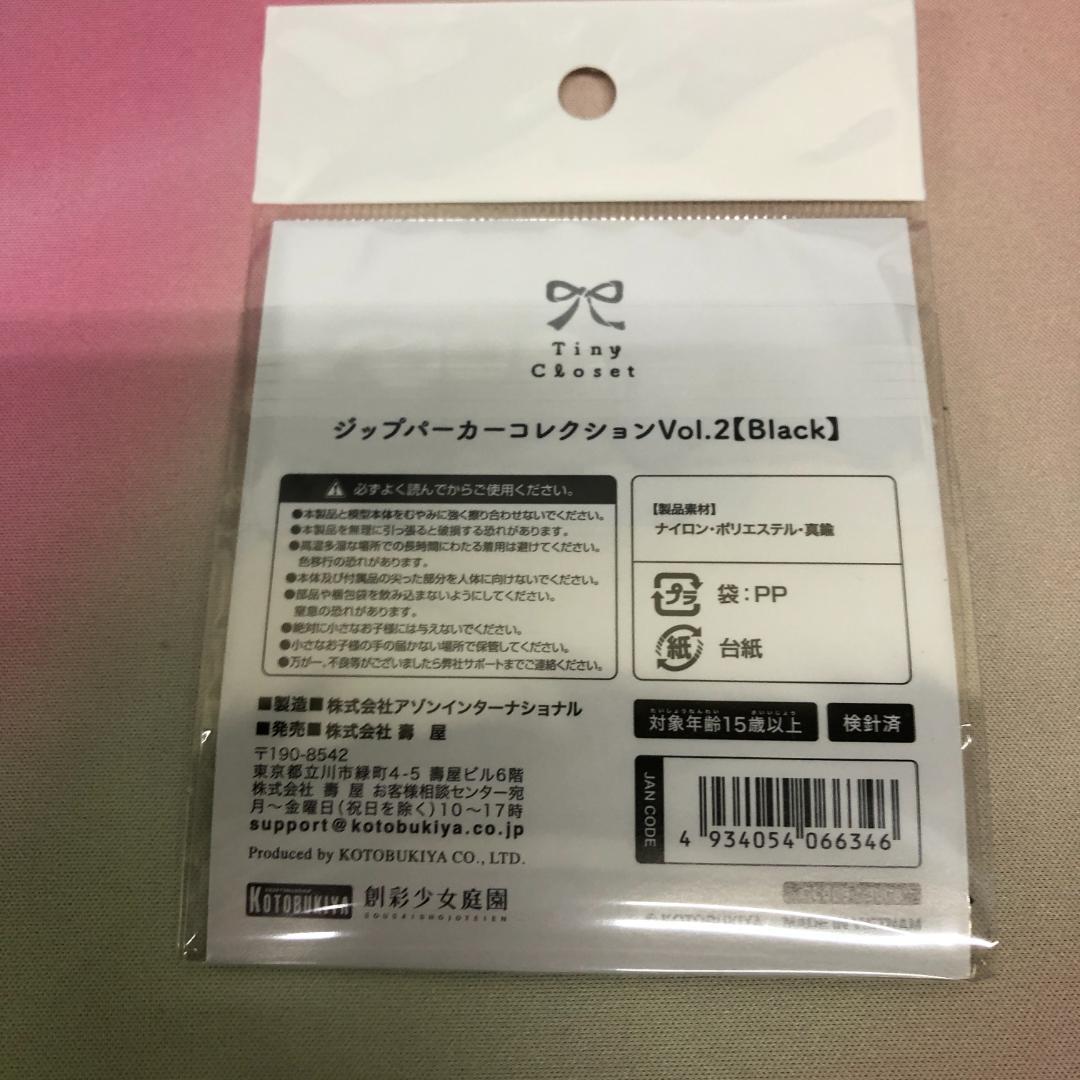 Tiny
Closet
ジップパーカーコレクションVol.2【Black】
必ずよく読んでからご使用ください。
●本製品と模型本体をむやみに強く擦り合わせないでください。
●本製品を無理に引っ張ると破損する恐れがあります。
●高温多湿な場所での長時間にわたる着用は避けてください。
色移行の恐れがあります。
●本体及び付属品の尖った部分を人体に向けないでください。
●部品や梱包袋を飲み込まないようにしてください。
窒息の恐れがあります。
●絶対に小さなお子様には与えないでください。
●小さなお子様の手の届かない場所で保管してください。
●万が一、不良等がございましたら弊社サポートまでご連絡ください。
【製品素材】
ナイロン・ポリエステル・真鍮
プラ 袋：PP
紙 台紙
■製造■ 株式会社アゾンインターナショナル
■発売■ 株式会社 壽 屋
〒190-8542
東京都立川市緑町4-5 壽屋ビル6階
株式会社 壽 屋 お客様相談センター宛
月～金曜日（祝日を除く）10～17時
support@kotobukiya.co.jp
Produced by KOTOBUKIYA CO., LTD.
KOTOBUKIYA 創彩少女庭園
SOUSAISHOJOTEIEN
たいしょうねんれい さいいじょう
対象年齢15歳以上
検針済
JAN CODE
4 934054 066346